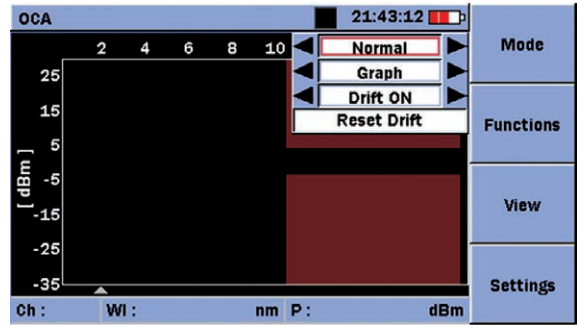 OCA 21:43:12
2 4 6 8 10
Normal
Graph
Drift ON
Reset Drift
25
15
5
-5
-15
-25
-35
[ dBm ]
Ch : Wl : nm P : dBm
Mode
Functions
View
Settings